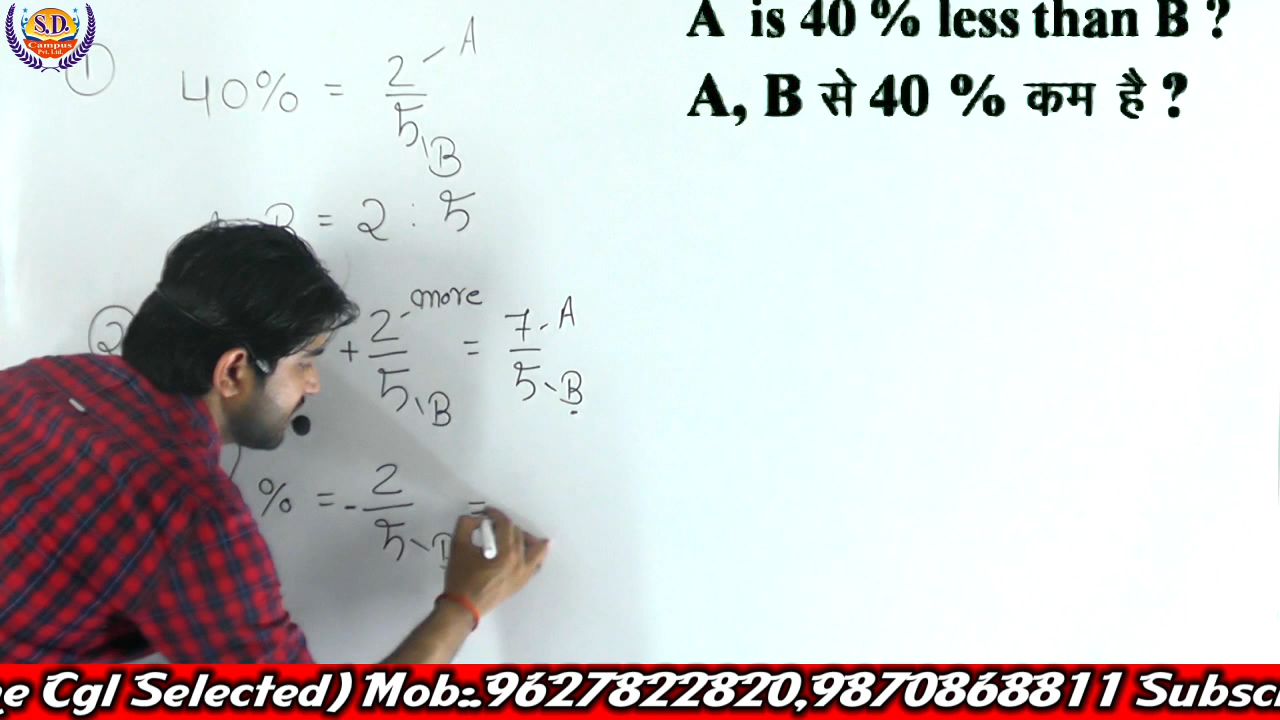 S.D.
Campus
Pvt. Ltd.
A is 40 % less than B ?
A, B से 40 % कम है ?
1
40% = 2/5 A B
B = 2 : 5
2
+ 2/5 more B = 7/5 A B
% = - 2/5 B =
e Cgl Selected) Mob:.9627822820,9870868811 Subsc